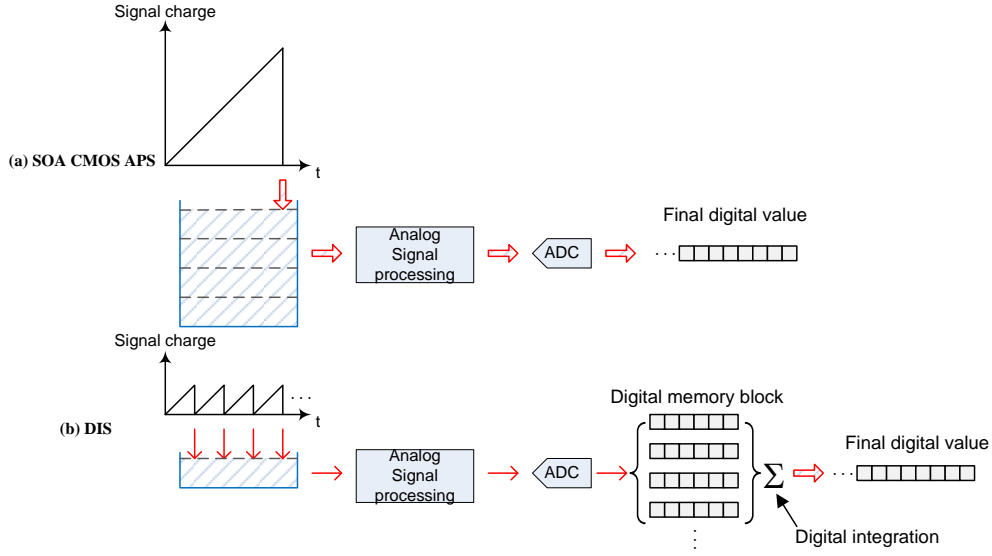 Signal charge
t
(a) SOA CMOS APS
Final digital value
Analog
Signal
processing
ADC
...
Signal charge
...
t
(b) DIS
Digital memory block
Final digital value
Analog
Signal
processing
ADC
Σ
...
Digital integration
...